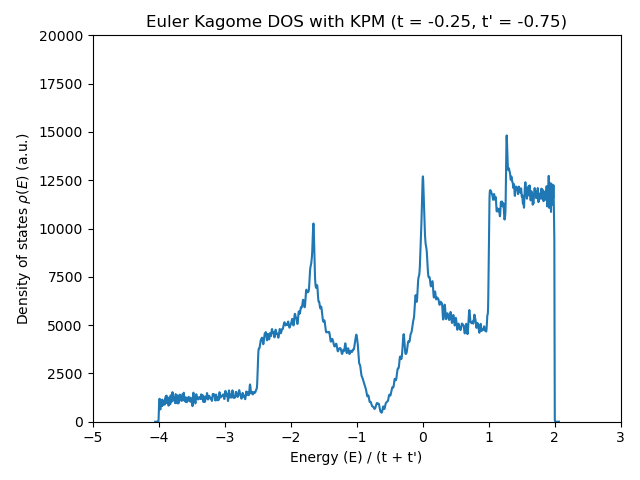 Euler Kagome DOS with KPM (t = -0.25, t' = -0.75)
Density of states ρ(E) (a.u.)
20000
17500
15000
12500
10000
7500
5000
2500
0
−5 −4 −3 −2 −1 0 1 2 3
Energy (E) / (t + t')